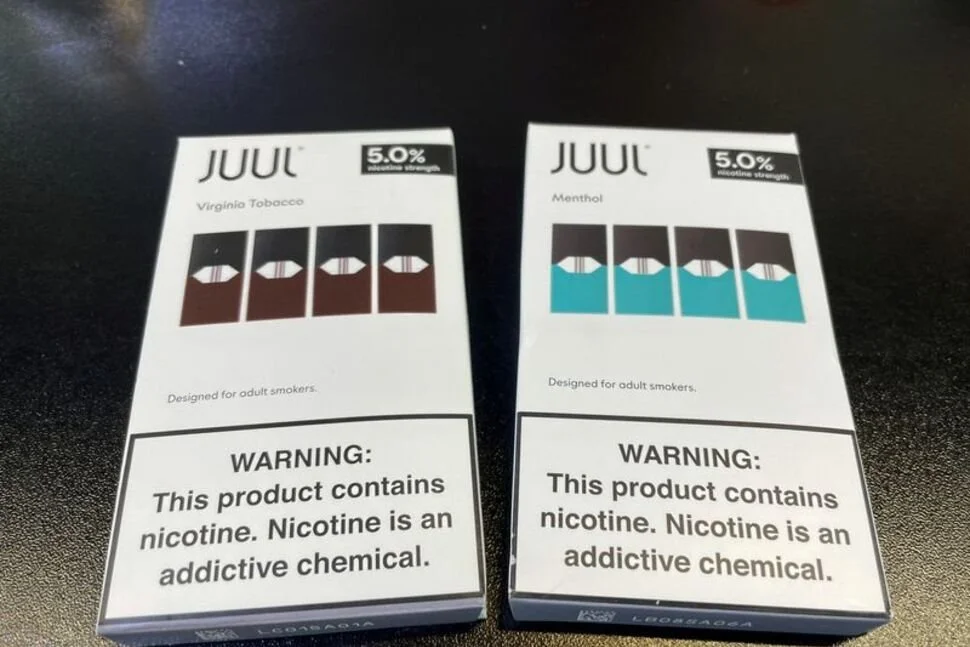 JUUL
5.0%
nicotine strength
Virginia Tobacco
Designed for adult smokers.
WARNING:
This product contains
nicotine. Nicotine is an
addictive chemical.
LC01SA01A
JUUL
5.0%
nicotine strength
Menthol
Designed for adult smokers.
WARNING:
This product contains
nicotine. Nicotine is an
addictive chemical.
LB08SA06A